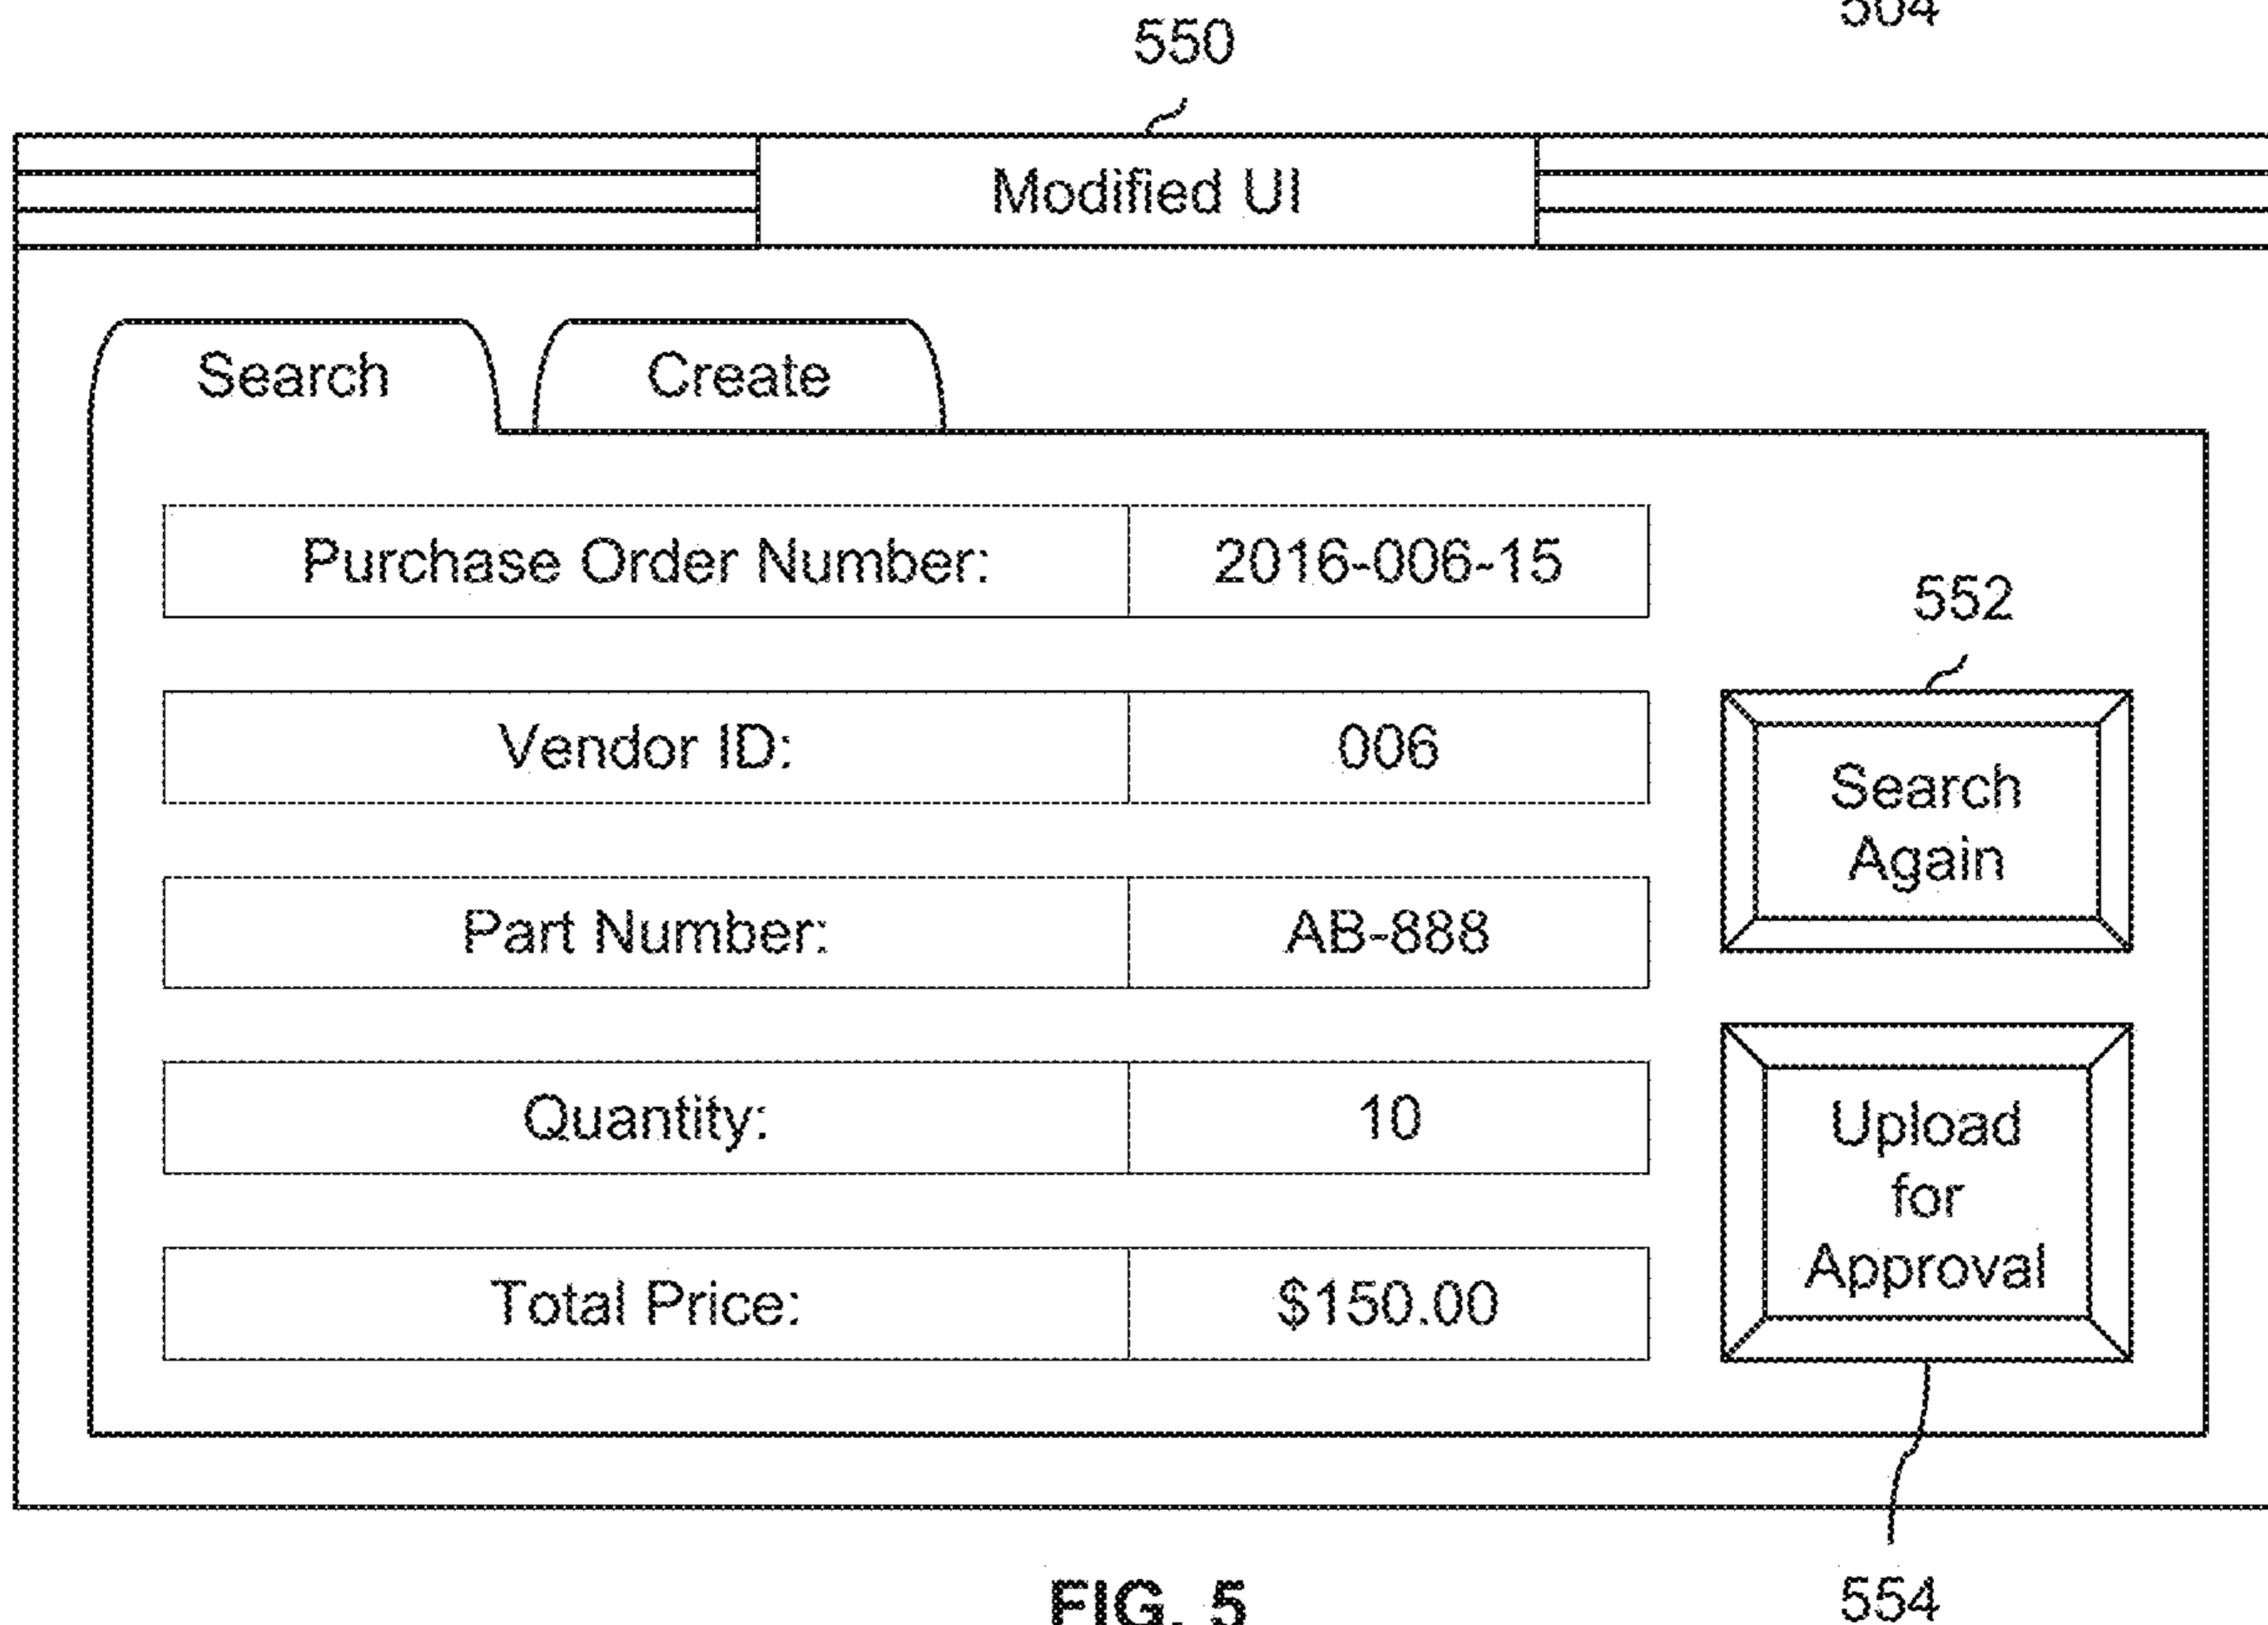 504
550
Modified UI
Search Create
Purchase Order Number: 2016-006-15
552
Vendor ID: 006
Search
Again
Part Number: AB-888
Quantity: 10
Upload
for
Approval
Total Price: $150.00
554
FIG. 5